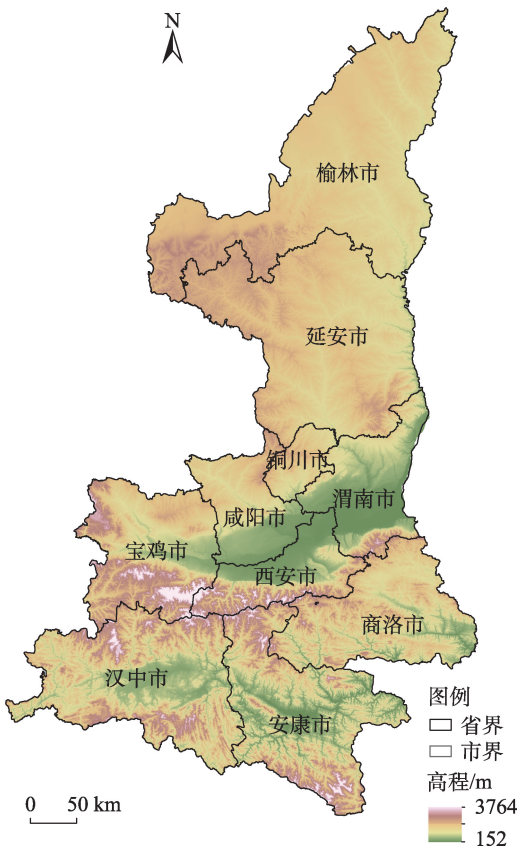 N
榆林市
延安市
铜川市
渭南市
咸阳市
宝鸡市
西安市
商洛市
汉中市
安康市
图例
省界
市界
高程/m
3764
152
0 50 km